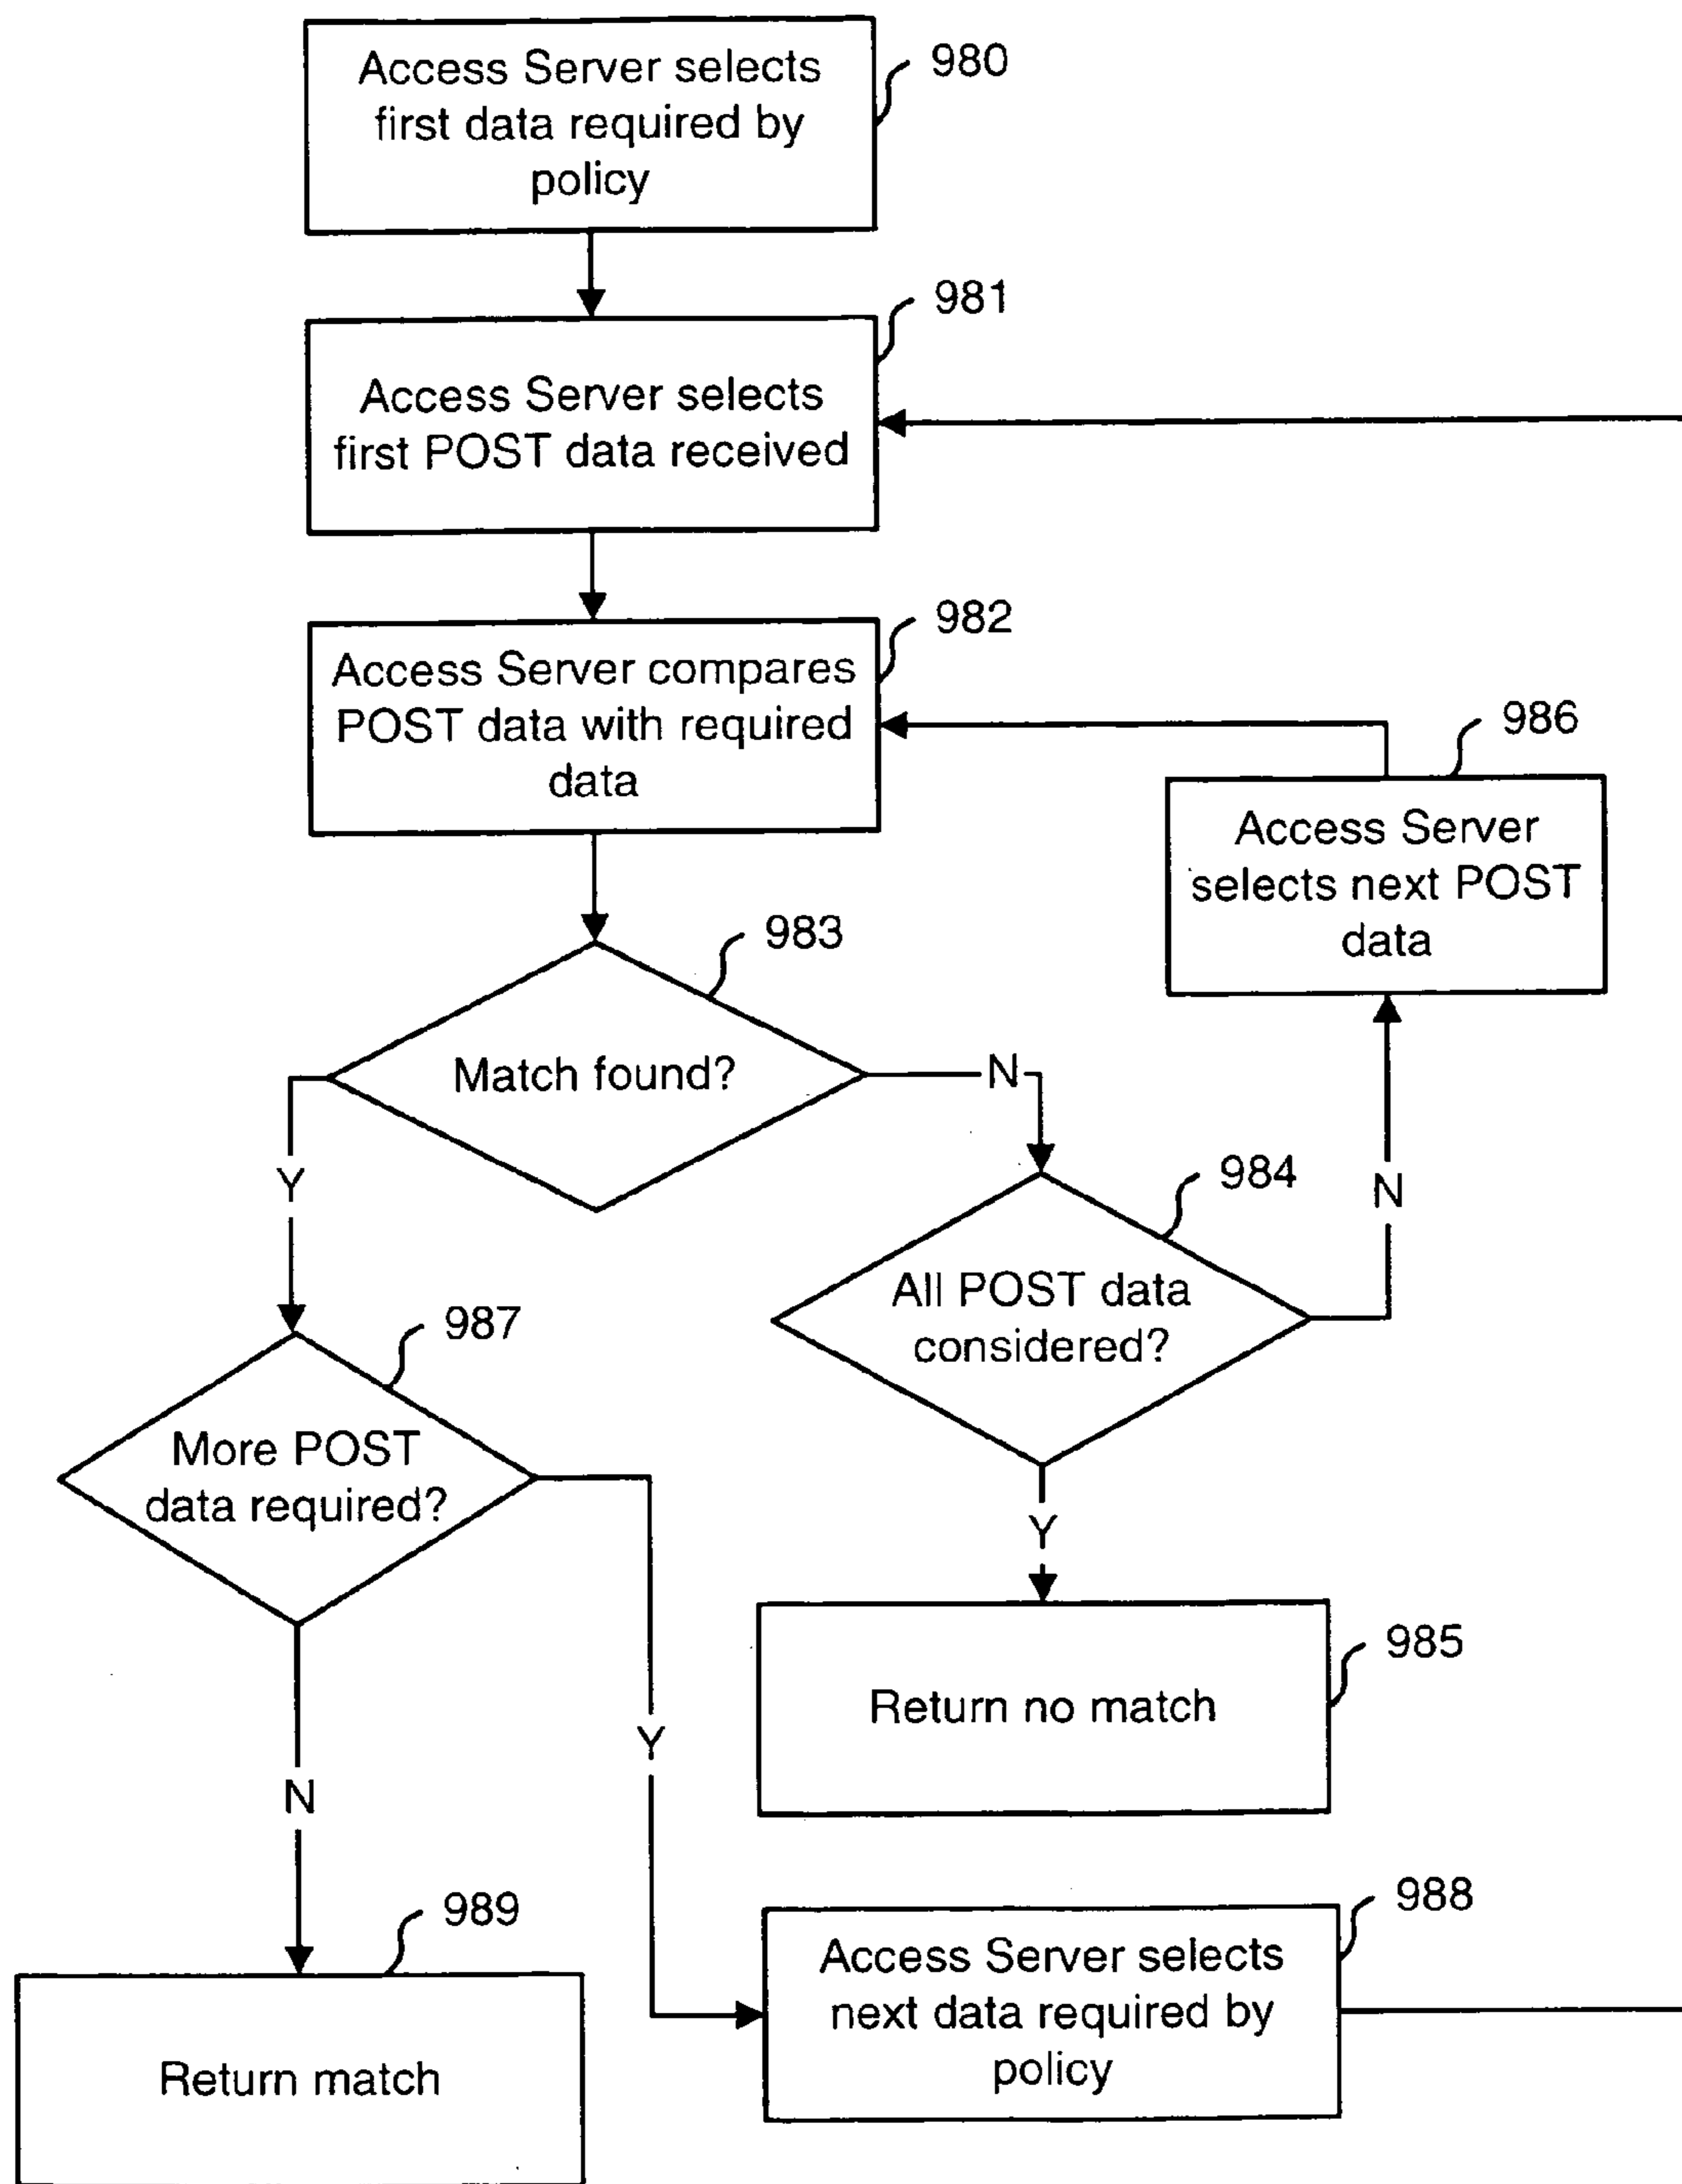 Access Server selects
first data required by
policy
980
Access Server selects
first POST data received
981
Access Server compares
POST data with required
data
982
Access Server
selects next POST
data
986
Match found?
983
N
Y
All POST data
considered?
984
N
Y
More POST
data required?
987
Y
N
Return no match
985
Access Server selects
next data required by
policy
988
Return match
989